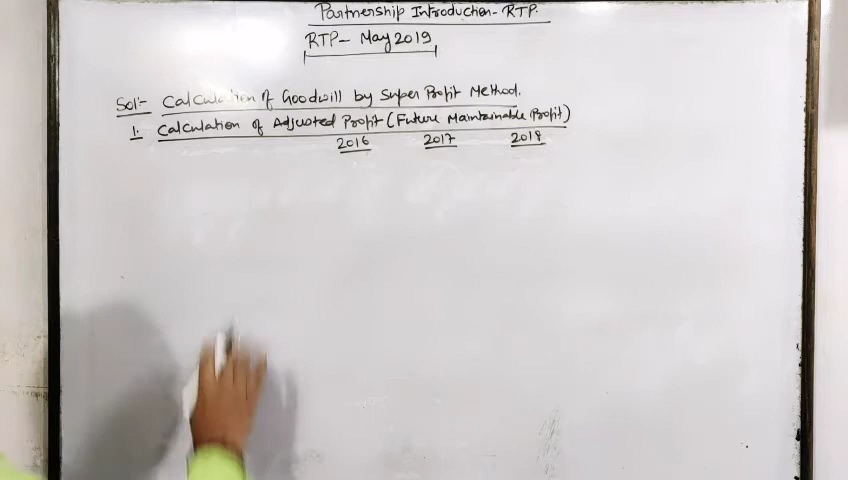 Partnership Introduction- RTP.
RTP- May 2019
Sol:- Calculation of Goodwill by Super Profit Method.
1. Calculation of Adjusted Profit (Future Maintainable Profit)
2016 2017 2018